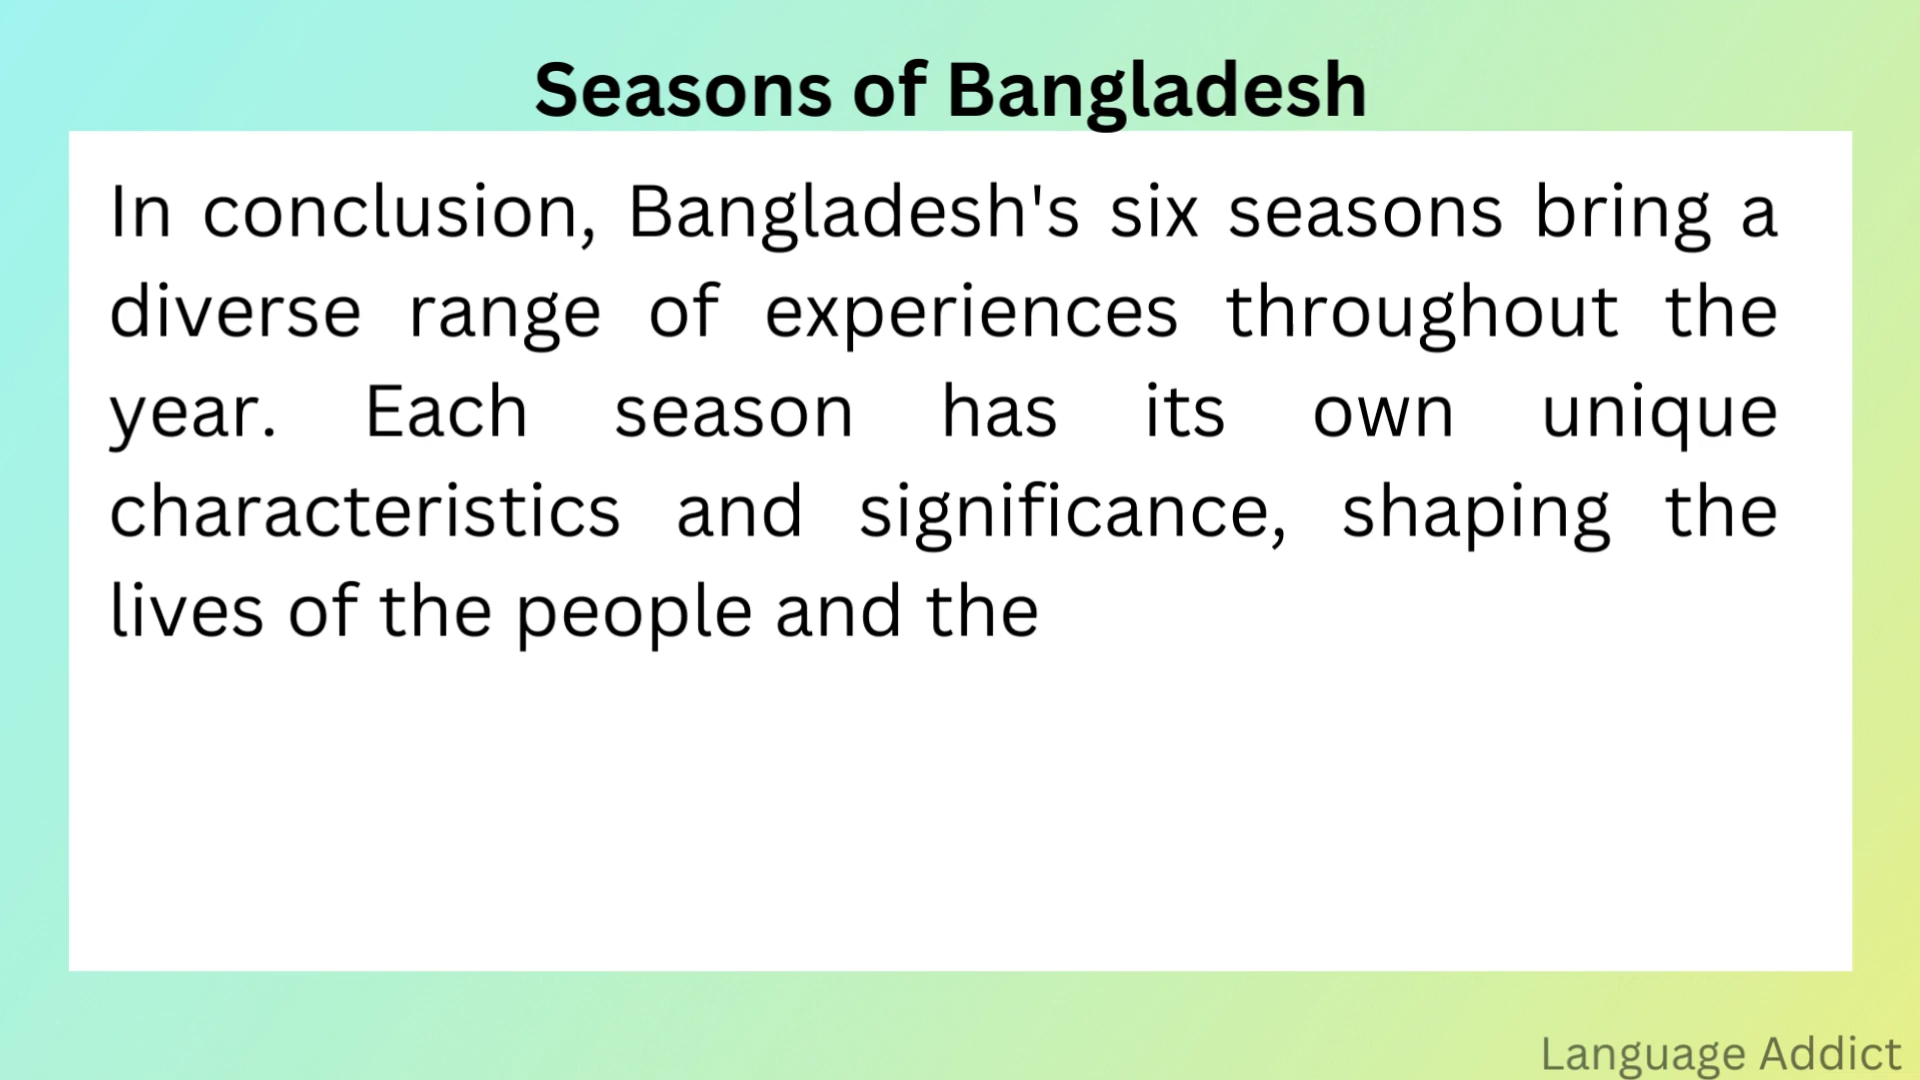 Seasons of Bangladesh
In conclusion, Bangladesh's six seasons bring a
diverse range of experiences throughout the
year. Each season has its own unique
characteristics and significance, shaping the
lives of the people and the
Language Addict